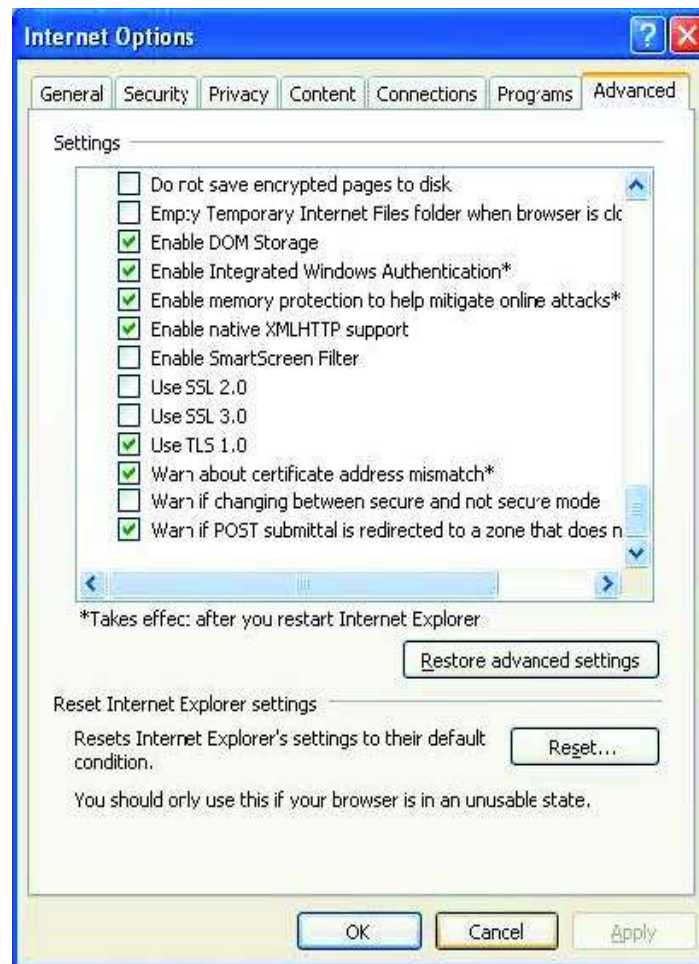 Internet Options
General Security Privacy Content Connections Programs Advanced
Settings
Do not save encrypted pages to disk
Empty Temporary Internet Files folder when browser is clo
Enable DOM Storage
Enable Integrated Windows Authentication*
Enable memory protection to help mitigate online attacks*
Enable native XMLHTTP support
Enable SmartScreen Filter
Use SSL 2.0
Use SSL 3.0
Use TLS 1.0
Warn about certificate address mismatch*
Warn if changing between secure and not secure mode
Warn if POST submittal is redirected to a zone that does n
*Takes effect after you restart Internet Explorer
Restore advanced settings
Reset Internet Explorer settings
Resets Internet Explorer's settings to their default
condition.
Reset...
You should only use this if your browser is in an unusable state.
OK Cancel Apply